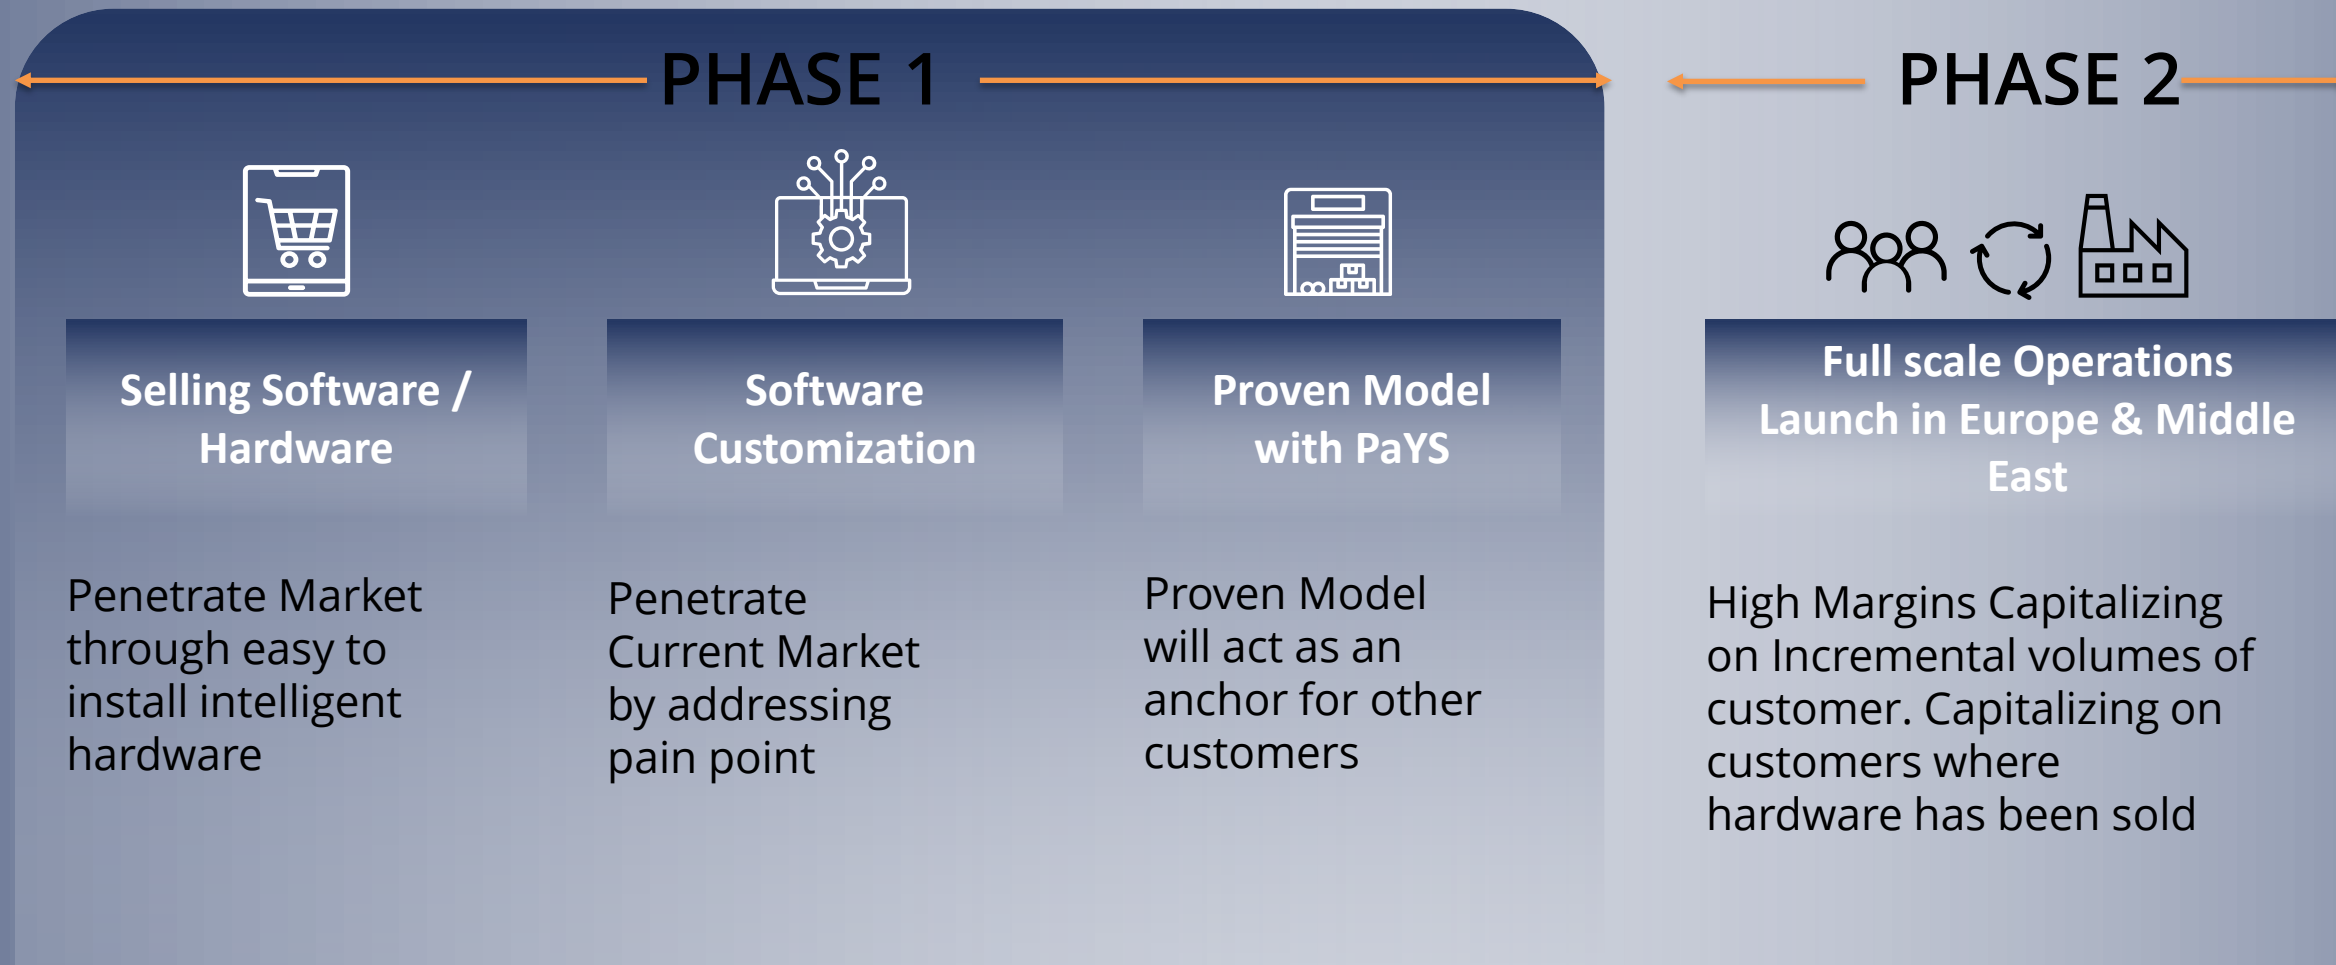 PHASE 1
PHASE 2
Selling Software /
Hardware
Software
Customization
Proven Model
with PaYS
Full scale Operations
Launch in Europe & Middle
East
Penetrate Market
through easy to
install intelligent
hardware
Penetrate
Current Market
by addressing
pain point
Proven Model
will act as an
anchor for other
customers
High Margins Capitalizing
on Incremental volumes of
customer. Capitalizing on
customers where
hardware has been sold